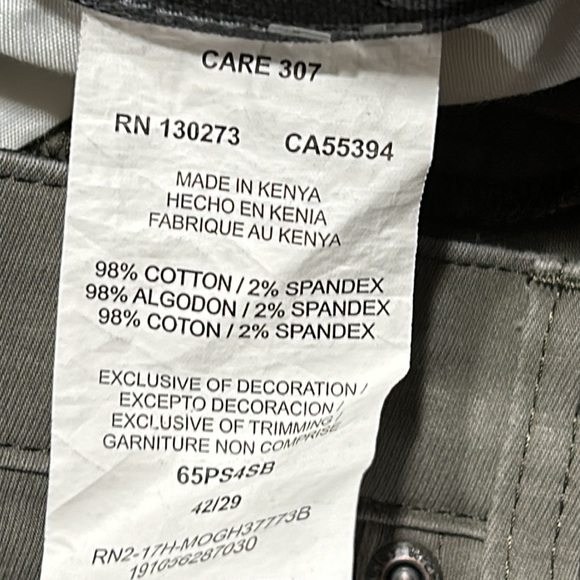 CARE 307
RN 130273 CA55394
MADE IN KENYA
HECHO EN KENIA
FABRIQUE AU KENYA
98% COTTON / 2% SPANDEX
98% ALGODON / 2% SPANDEX
98% COTON / 2% SPANDEX
EXCLUSIVE OF DECORATION /
EXCEPTO DECORACION /
EXCLUSIVE OF TRIMMING /
GARNITURE NON COMPRISE
65PS4SB
42/29
RN2-17H-MOGH37773B
191056287030